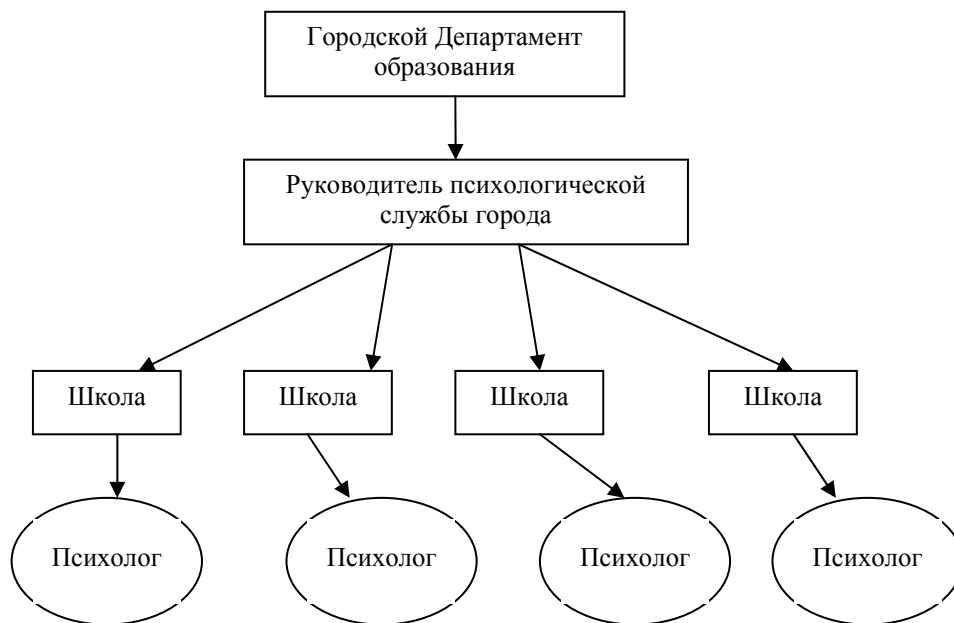 Городской Департамент
образования
Руководитель психологической
службы города
Школа
Школа
Школа
Школа
Психолог
Психолог
Психолог
Психолог